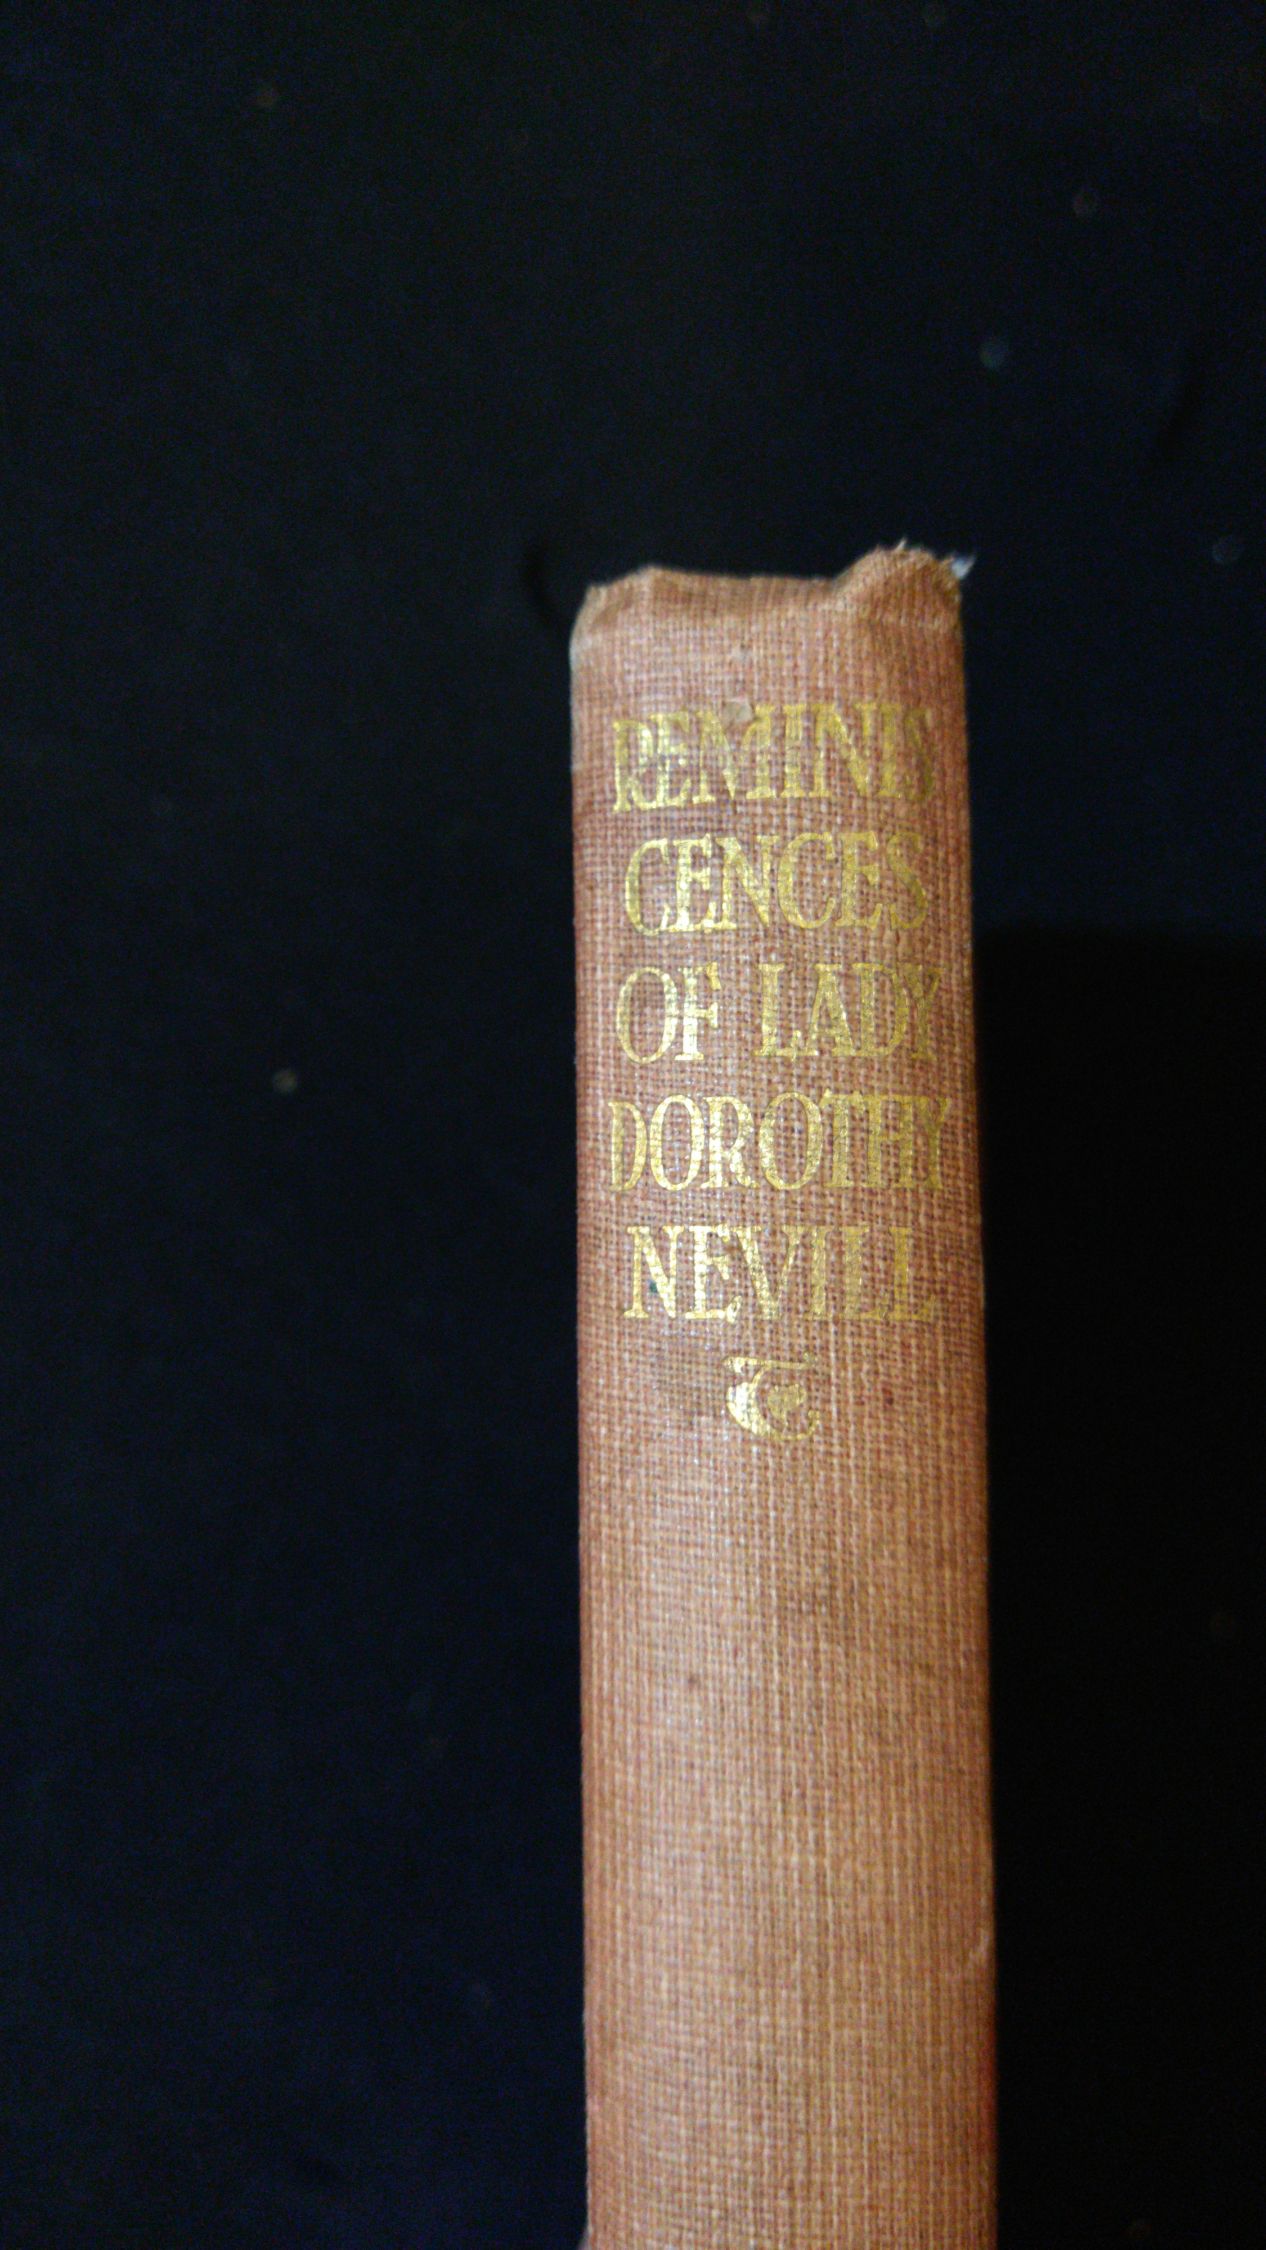 REMINIS
CENCES
OF LADY
DOROTHY
NEVILL